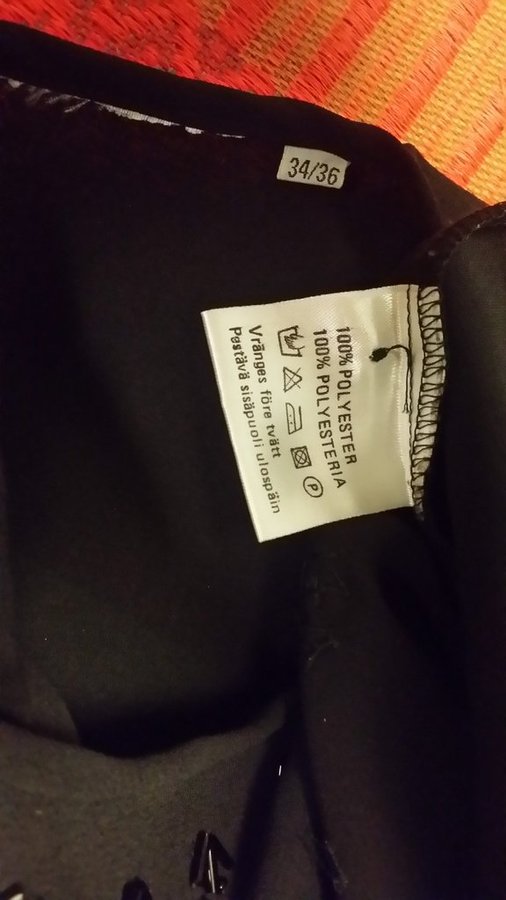 34/36
100% POLYESTER
100% POLYESTERIA
P
Vränges före tvätt
Pestävä sisäpuoli ulospäin